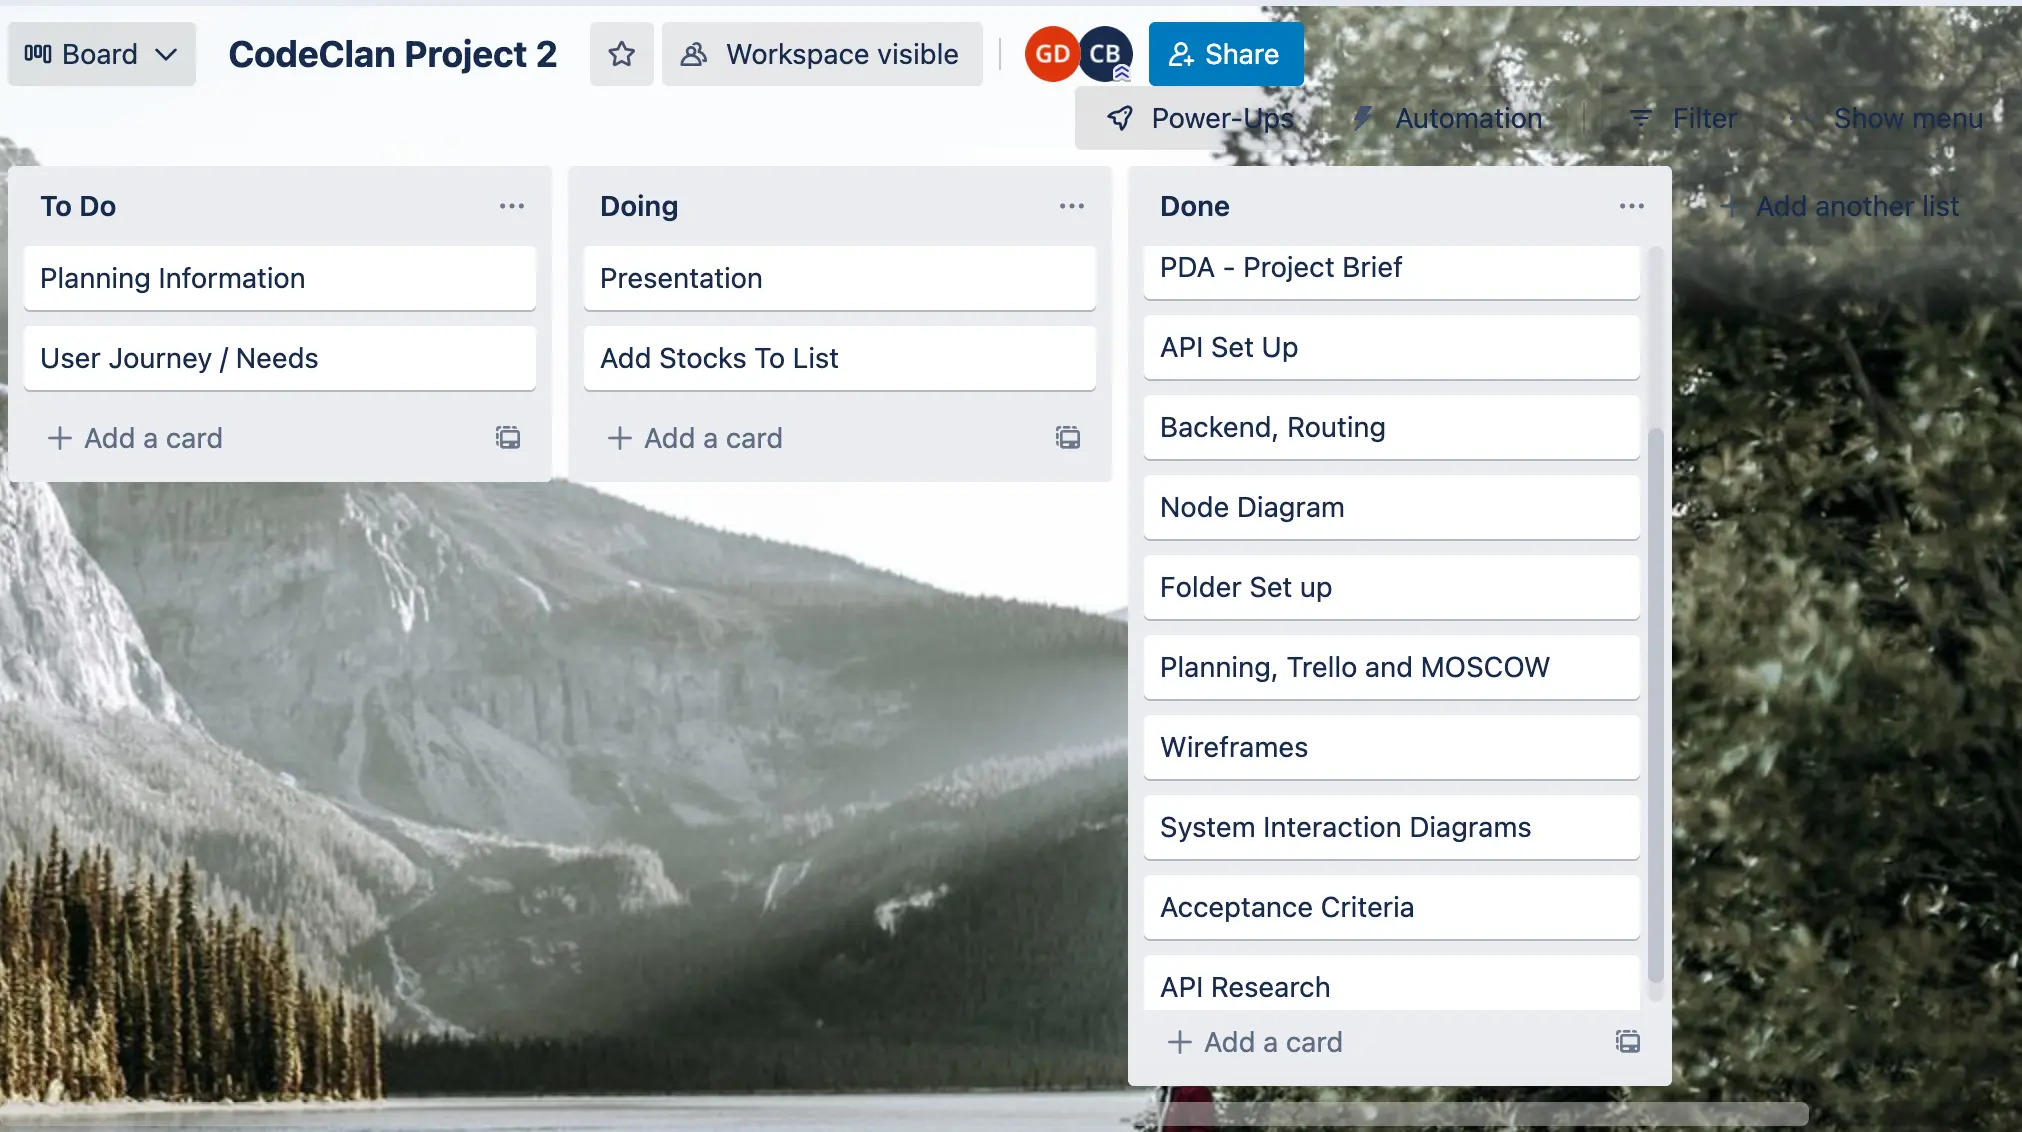 Board
CodeClan Project 2
Workspace visible
GD
CB
Share
Power-Ups
Automation
Filter
Show menu
To Do
Planning Information
User Journey / Needs
Add a card
Doing
Presentation
Add Stocks To List
Add a card
Done
PDA - Project Brief
API Set Up
Backend, Routing
Node Diagram
Folder Set up
Planning, Trello and MOSCOW
Wireframes
System Interaction Diagrams
Acceptance Criteria
API Research
Add a card
Add another list